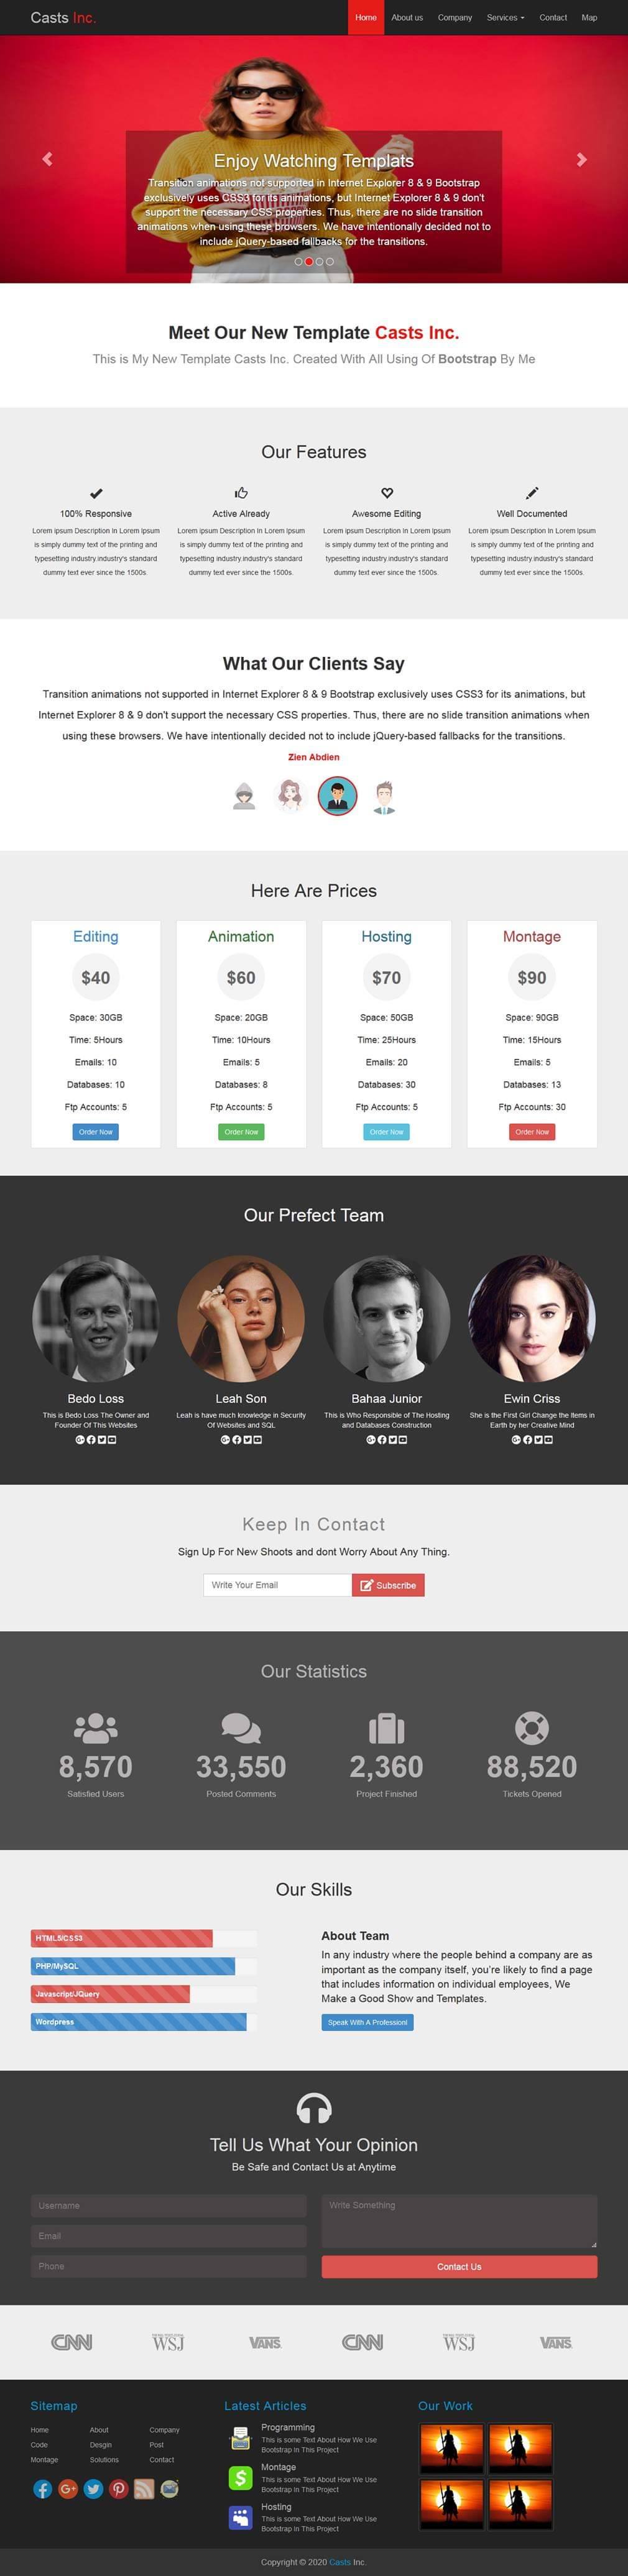 Casts Inc.
Home About us Company Services Contact Map
Enjoy Watching Templats
Transition animations not supported in Internet Explorer 8 & 9 Bootstrap
exclusively uses CSS3 for its animations, but Internet Explorer 8 & 9 don't
support the necessary CSS properties. Thus, there are no slide transition
animations when using these browsers. We have intentionally decided not to
include jQuery-based fallbacks for the transitions.
Meet Our New Template Casts Inc.
This is My New Template Casts Inc. Created With All Using Of Bootstrap By Me
Our Features
100% Responsive
Lorem ipsum Description In Lorem Ipsum
is simply dummy text of the printing and
typesetting industry.industry's standard
dummy text ever since the 1500s.
Active Already
Lorem ipsum Description In Lorem Ipsum
is simply dummy text of the printing and
typesetting industry.industry's standard
dummy text ever since the 1500s.
Awesome Editing
Lorem ipsum Description In Lorem Ipsum
is simply dummy text of the printing and
typesetting industry.industry's standard
dummy text ever since the 1500s.
Well Documented
Lorem ipsum Description In Lorem Ipsum
is simply dummy text of the printing and
typesetting industry.industry's standard
dummy text ever since the 1500s.
What Our Clients Say
Transition animations not supported in Internet Explorer 8 & 9 Bootstrap exclusively uses CSS3 for its animations, but
Internet Explorer 8 & 9 don't support the necessary CSS properties. Thus, there are no slide transition animations when
using these browsers. We have intentionally decided not to include jQuery-based fallbacks for the transitions.
Zien Abdien
Here Are Prices
Editing
$40
Space: 30GB
Time: 5Hours
Emails: 10
Databases: 10
Ftp Accounts: 5
Order Now
Animation
$60
Space: 20GB
Time: 10Hours
Emails: 5
Databases: 8
Ftp Accounts: 5
Order Now
Hosting
$70
Space: 50GB
Time: 25Hours
Emails: 20
Databases: 30
Ftp Accounts: 5
Order Now
Montage
$90
Space: 90GB
Time: 15Hours
Emails: 5
Databases: 13
Ftp Accounts: 30
Order Now
Our Prefect Team
Bedo Loss
This is Bedo Loss The Owner and
Founder Of This Websites
Leah Son
Leah is have much knowledge in Security
Of Websites and SQL
Bahaa Junior
This is Who Responsible of The Hosting
and Databases Construction
Ewin Criss
She is the First Girl Change the Items in
Earth by her Creative Mind
Keep In Contact
Sign Up For New Shoots and dont Worry About Any Thing.
Write Your Email
Subscribe
Our Statistics
8,570
Satisfied Users
33,550
Posted Comments
2,360
Project Finished
88,520
Tickets Opened
Our Skills
HTML5/CSS3
PHP/MySQL
Javascript/JQuery
Wordpress
About Team
In any industry where the people behind a company are as
important as the company itself, you're likely to find a page
that includes information on individual employees, We
Make a Good Show and Templates.
Speak With A Profession!
Tell Us What Your Opinion
Be Safe and Contact Us at Anytime
Username
Email
Phone
Write Something
Contact Us
CNN WSJ VANS CNN WSJ VANS
Sitemap
Home About Company
Code Desgin Post
Montage Solutions Contact
Latest Articles
Programming
This is some Text About How We Use
Bootstrap In This Project
Montage
This is some Text About How We Use
Bootstrap In This Project
Hosting
This is some Text About How We Use
Bootstrap In This Project
Our Work
Copyright © 2020 Casts Inc.